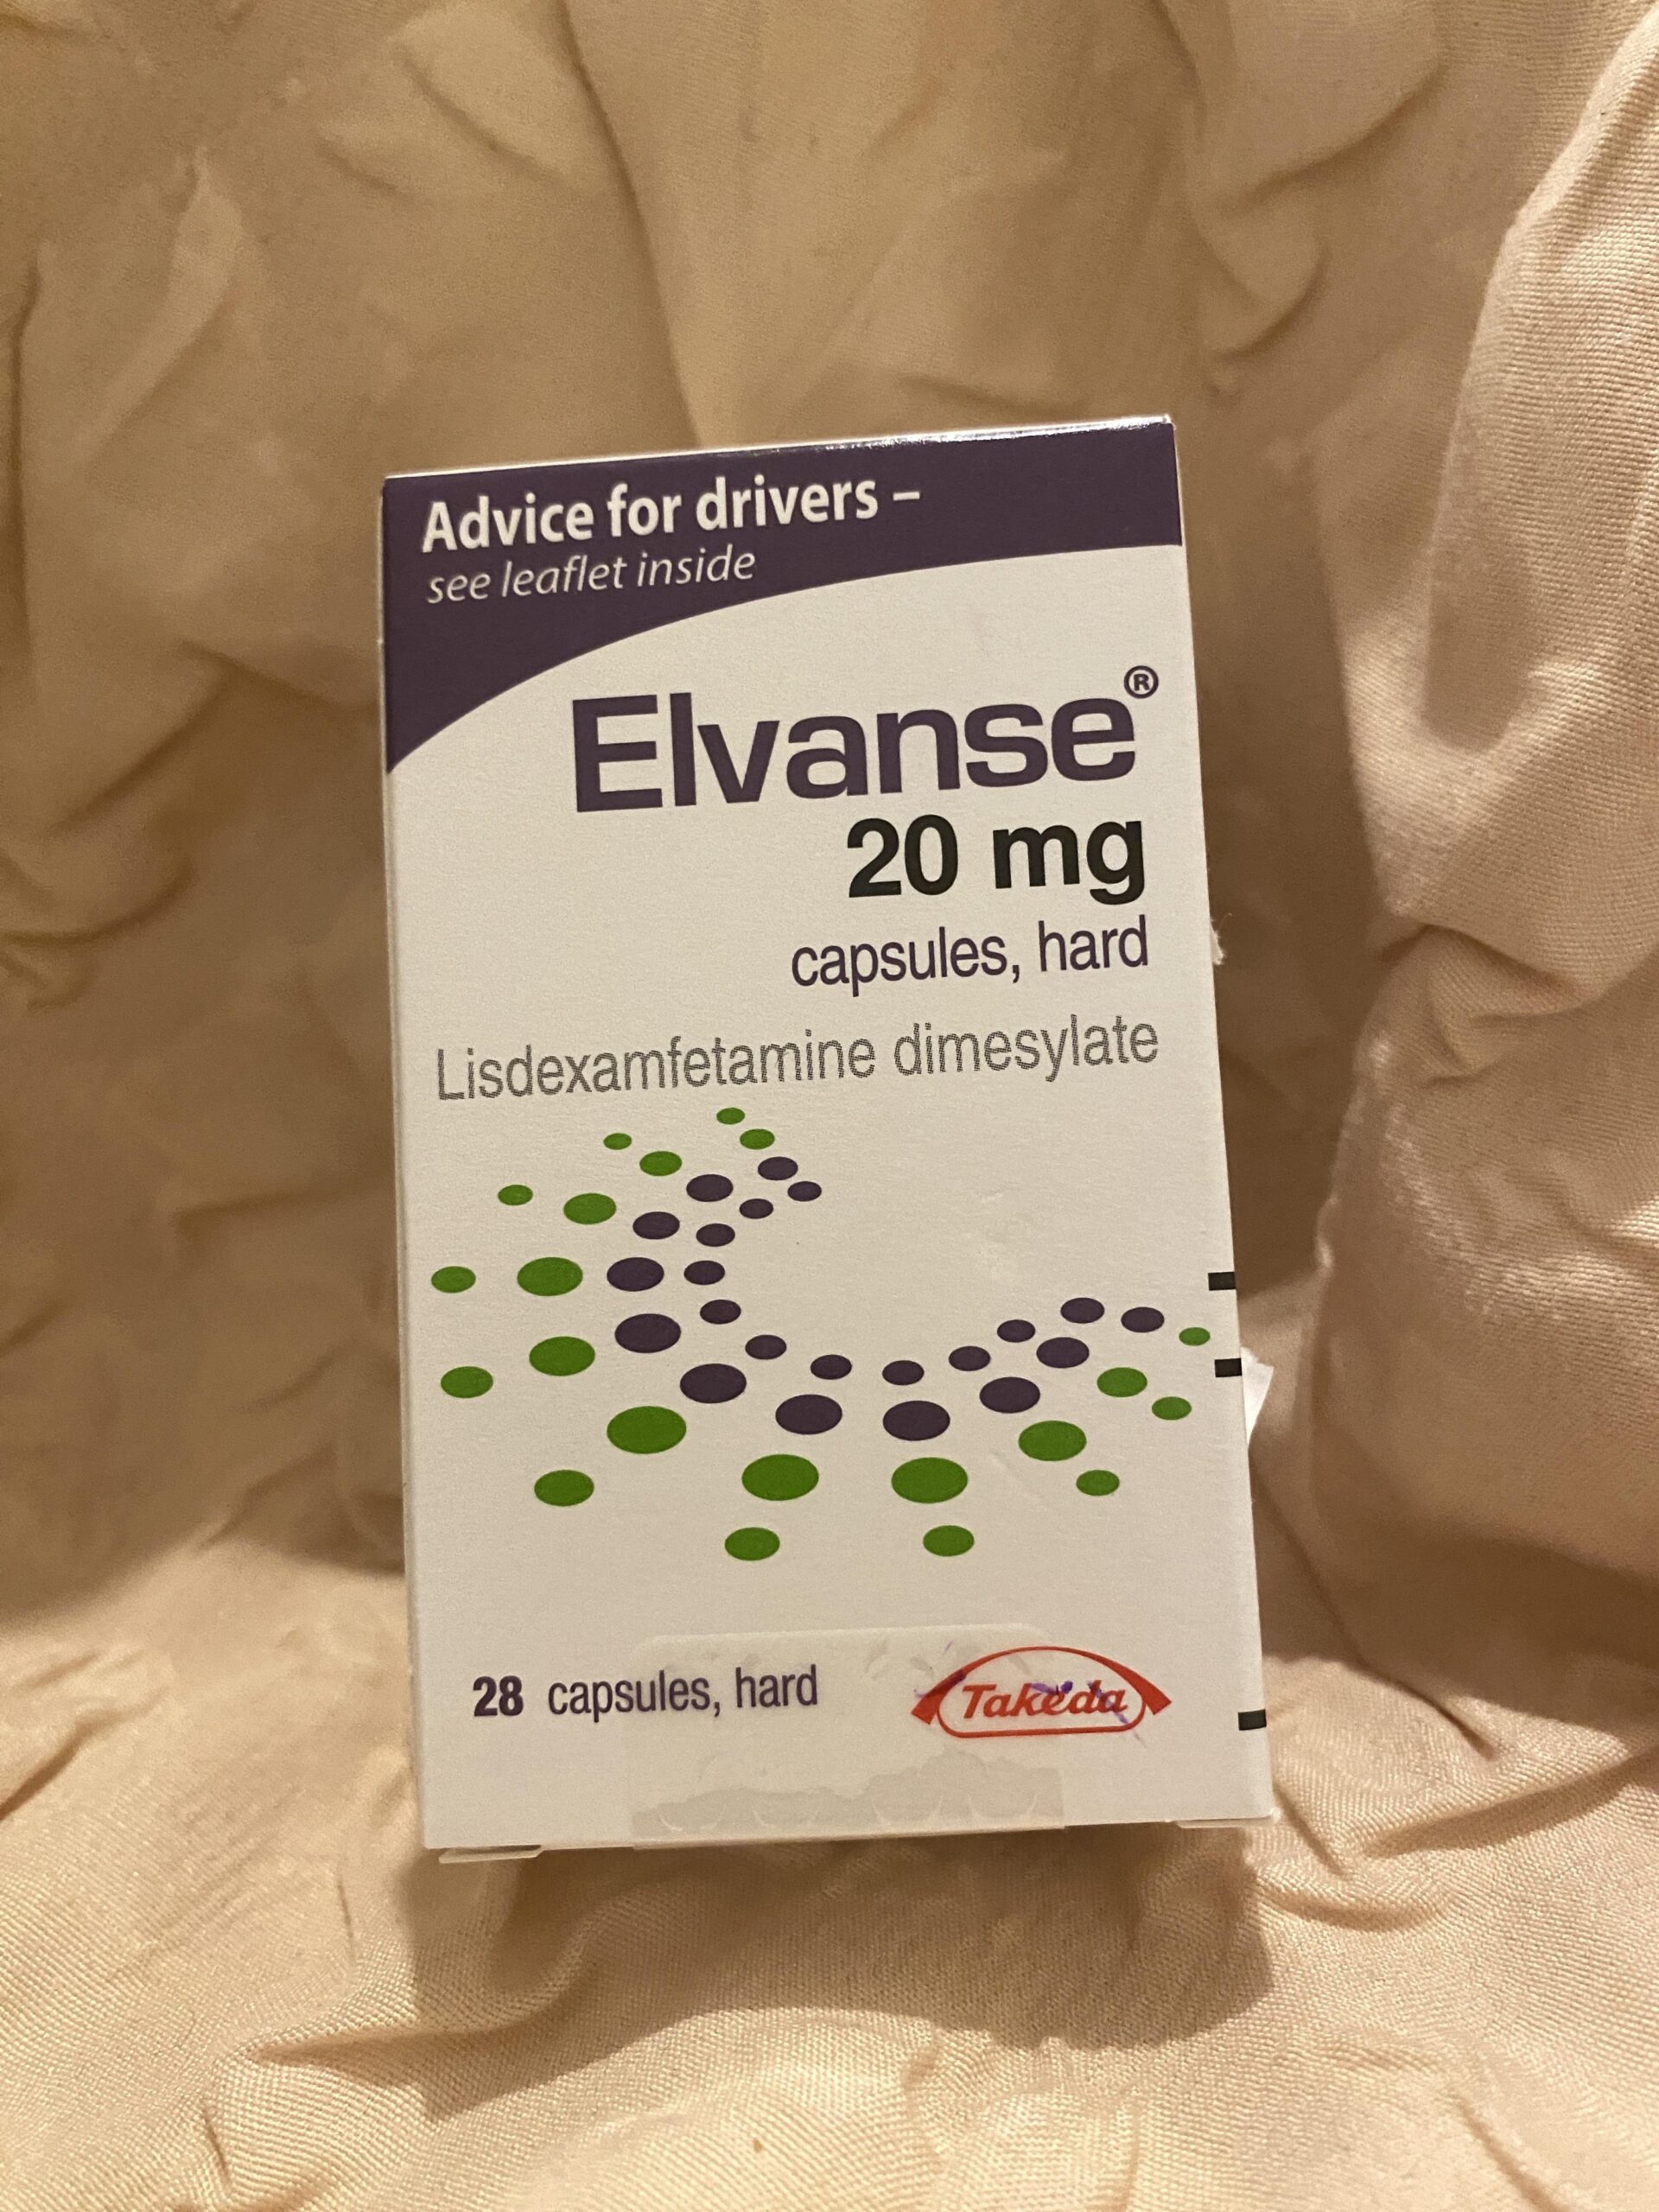 Advice for drivers –
see leaflet inside
Elvanse®
20 mg
capsules, hard
Lisdexamfetamine dimesylate
28 capsules, hard
Takeda